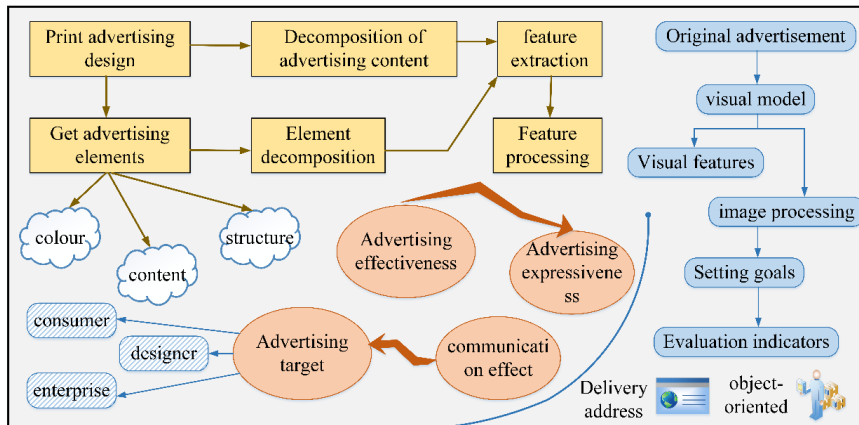 Print advertising
design
Decomposition of
advertising content
feature
extraction
Get advertising
elements
Element
decomposition
Feature
processing
colour
content
structure
Advertising
effectiveness
Advertising
expressivene
ss
consumer
designer
enterprise
Advertising
target
communicati
on effect
Original advertisement
visual model
Visual features
image processing
Setting goals
Evaluation indicators
Delivery
address
object-
oriented